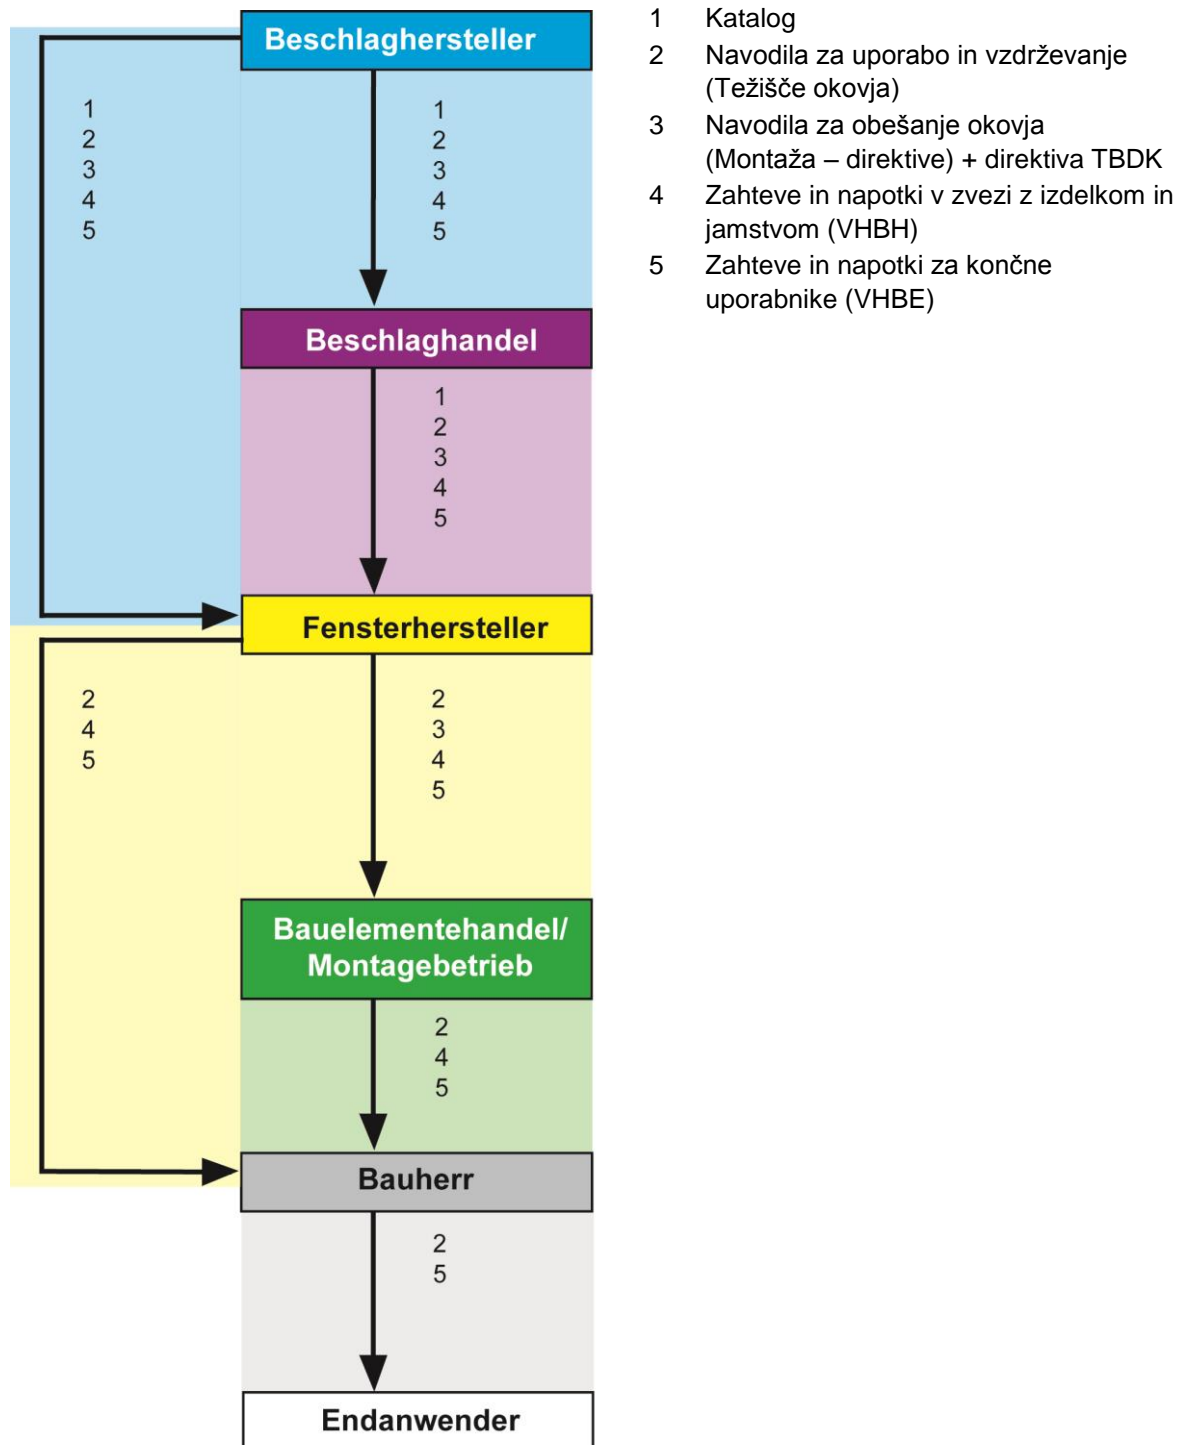 Beschlaghersteller
1
2
3
4
5
1
2
3
4
5
Beschlaghandel
1
2
3
4
5
Fensterhersteller
2
4
5
2
3
4
5
Bauelementehandel/
Montagebetrieb
2
4
5
Bauherr
2
5
Endanwender
1 Katalog
2 Navodila za uporabo in vzdrževanje
(Težišče okovja)
3 Navodila za obešanje okovja
(Montaža – direktive) + direktiva TBDK
4 Zahteve in napotki v zvezi z izdelkom in
jamstvom (VHBH)
5 Zahteve in napotki za končne
uporabnike (VHBE)